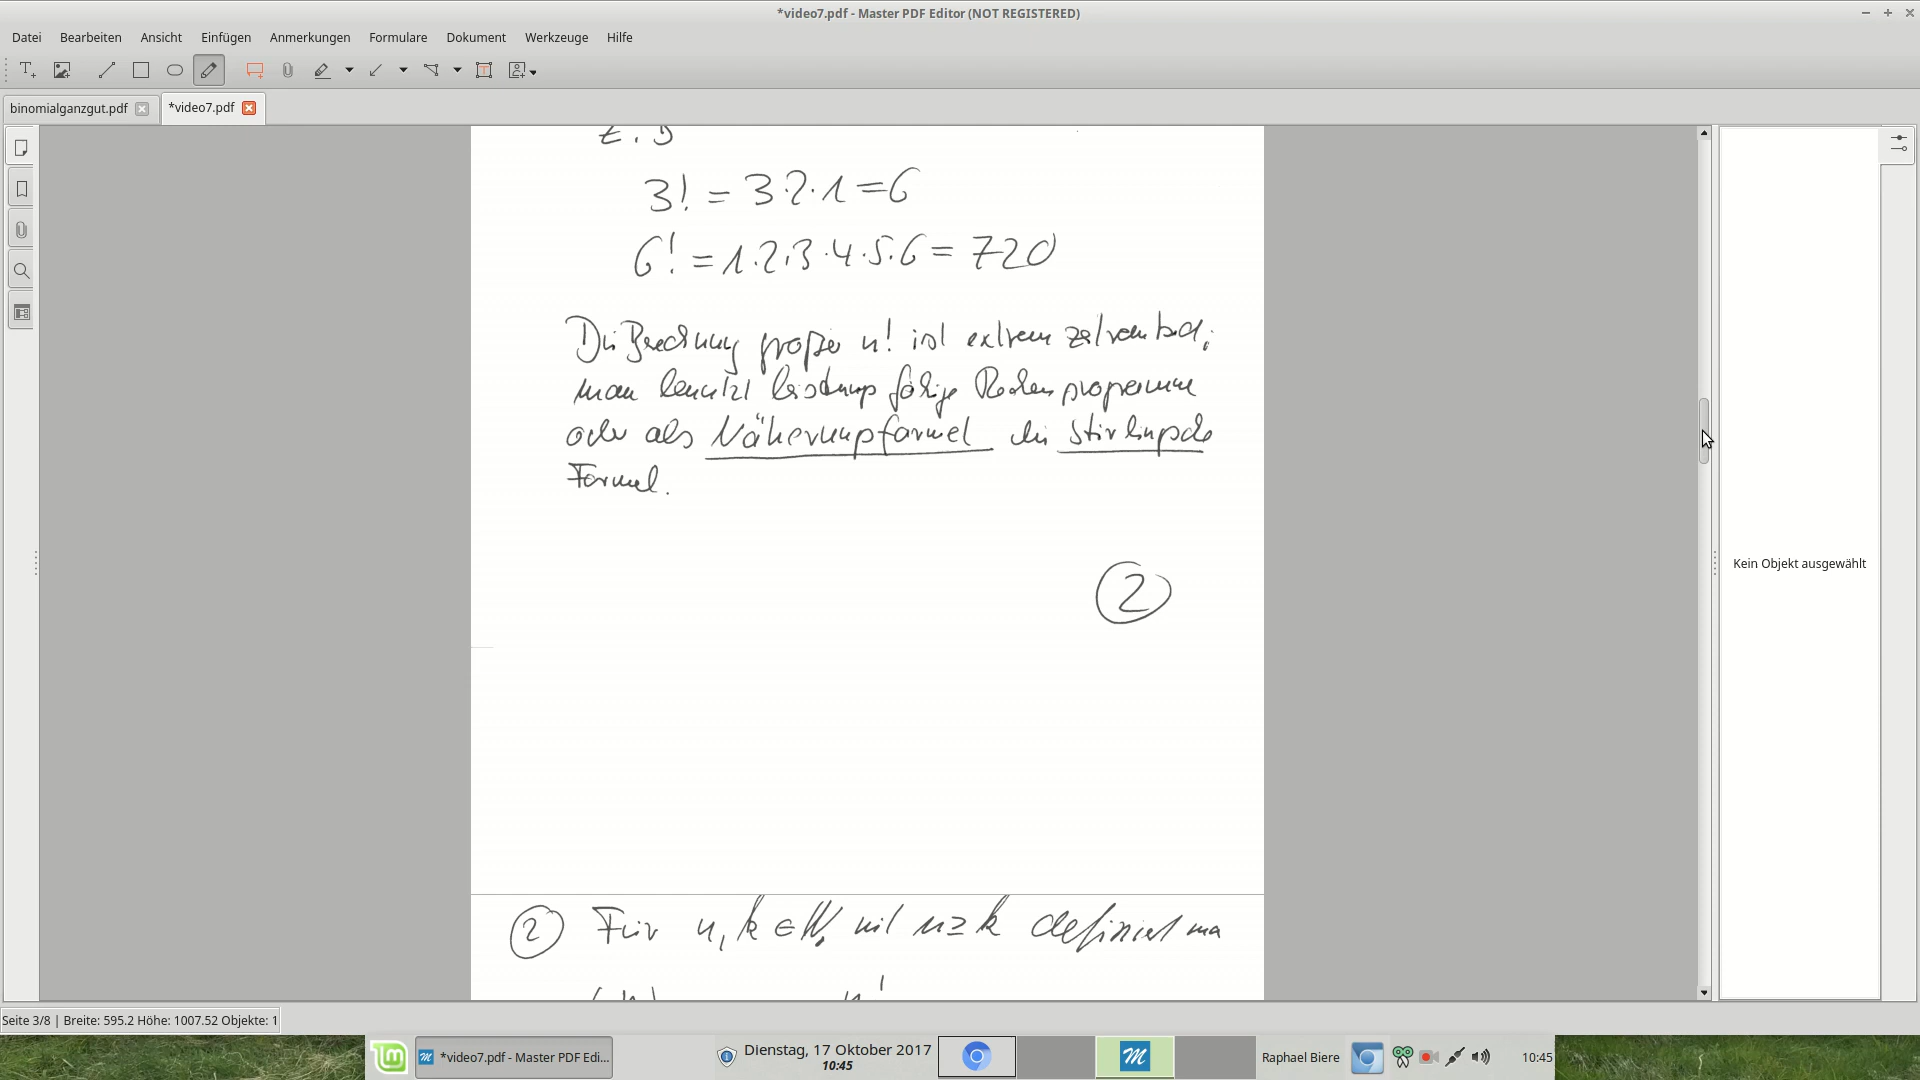 *video7.pdf - Master PDF Editor (NOT REGISTERED)
Datei Bearbeiten Ansicht Einfügen Anmerkungen Formulare Dokument Werkzeuge Hilfe
binomialganzgut.pdf *video7.pdf
z.B
3! = 3·2·1 = 6
6! = 1·2·3·4·5·6 = 720
Die Berechnung großer n! ist extrem zeitraubend;
man benutzt leistungsfähige Rechenprogramme
oder als Näherungsformel die Stirlingsche
Formel.
2
Kein Objekt ausgewählt
2 Für n, k ∈ ℕ₀ mit n ≥ k definiert ma
Seite 3/8 | Breite: 595.2 Höhe: 1007.52 Objekte: 1
*video7.pdf - Master PDF Edi...
Dienstag, 17 Oktober 2017
10:45
Raphael Biere
10:45